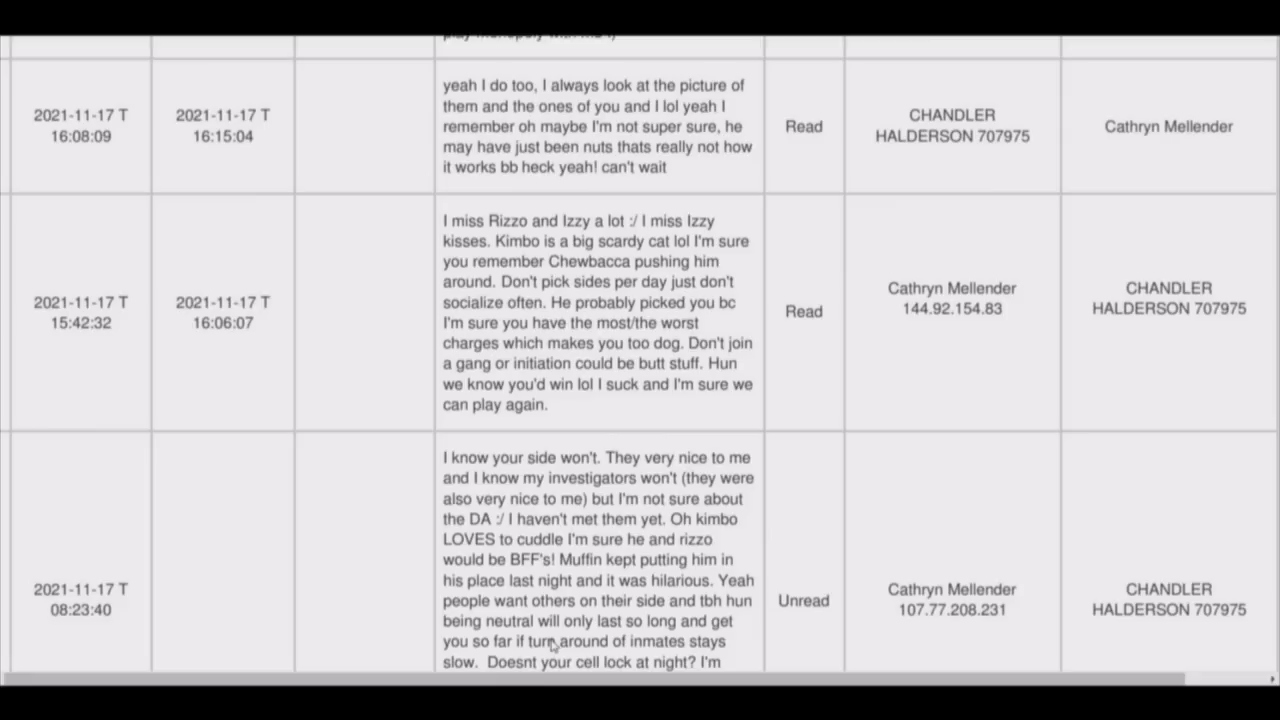 play monopoly with me :)
yeah I do too, I always look at the picture of
them and the ones of you and I lol yeah I
remember oh maybe I'm not super sure, he
may have just been nuts thats really not how
it works bb heck yeah! can't wait
2021-11-17 T
16:08:09
2021-11-17 T
16:15:04
Read
CHANDLER
HALDERSON 707975
Cathryn Mellender
I miss Rizzo and Izzy a lot :/ I miss Izzy
kisses. Kimbo is a big scardy cat lol I'm sure
you remember Chewbacca pushing him
around. Don't pick sides per day just don't
socialize often. He probably picked you bc
I'm sure you have the most/the worst
charges which makes you too dog. Don't join
a gang or initiation could be butt stuff. Hun
we know you'd win lol I suck and I'm sure we
can play again.
2021-11-17 T
15:42:32
2021-11-17 T
16:06:07
Read
Cathryn Mellender
144.92.154.83
CHANDLER
HALDERSON 707975
I know your side won't. They very nice to me
and I know my investigators won't (they were
also very nice to me) but I'm not sure about
the DA :/ I haven't met them yet. Oh kimbo
LOVES to cuddle I'm sure he and rizzo
would be BFF's! Muffin kept putting him in
his place last night and it was hilarious. Yeah
people want others on their side and tbh hun
being neutral will only last so long and get
you so far if turn around of inmates stays
slow. Doesnt your cell lock at night? I'm
2021-11-17 T
08:23:40
Unread
Cathryn Mellender
107.77.208.231
CHANDLER
HALDERSON 707975